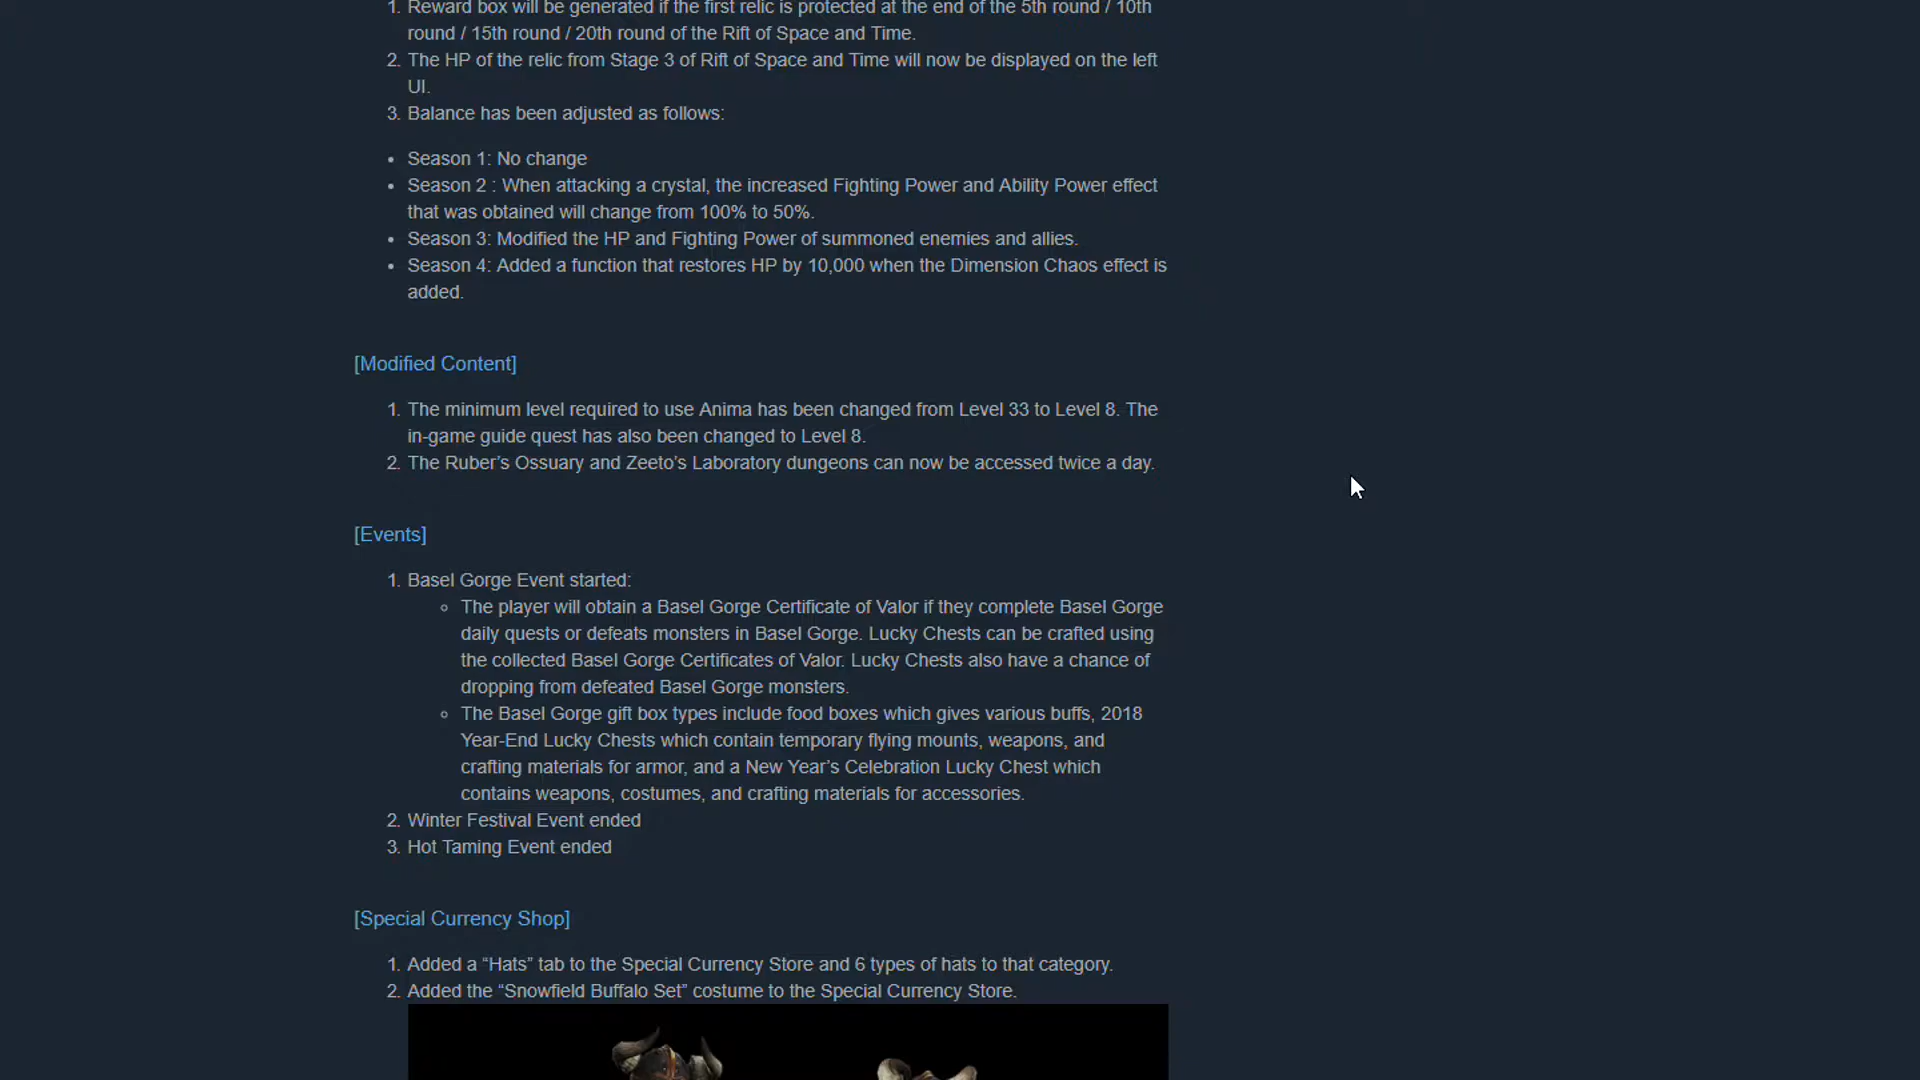 1. Reward box will be generated if the first relic is protected at the end of the 5th round / 10th
round / 15th round / 20th round of the Rift of Space and Time.
2. The HP of the relic from Stage 3 of Rift of Space and Time will now be displayed on the left
UI.
3. Balance has been adjusted as follows:
• Season 1: No change
• Season 2 : When attacking a crystal, the increased Fighting Power and Ability Power effect
that was obtained will change from 100% to 50%.
• Season 3: Modified the HP and Fighting Power of summoned enemies and allies.
• Season 4: Added a function that restores HP by 10,000 when the Dimension Chaos effect is
added.
[Modified Content]
1. The minimum level required to use Anima has been changed from Level 33 to Level 8. The
in-game guide quest has also been changed to Level 8.
2. The Ruber’s Ossuary and Zeeto’s Laboratory dungeons can now be accessed twice a day.
[Events]
1. Basel Gorge Event started:
◦ The player will obtain a Basel Gorge Certificate of Valor if they complete Basel Gorge
daily quests or defeats monsters in Basel Gorge. Lucky Chests can be crafted using
the collected Basel Gorge Certificates of Valor. Lucky Chests also have a chance of
dropping from defeated Basel Gorge monsters.
◦ The Basel Gorge gift box types include food boxes which gives various buffs, 2018
Year-End Lucky Chests which contain temporary flying mounts, weapons, and
crafting materials for armor, and a New Year’s Celebration Lucky Chest which
contains weapons, costumes, and crafting materials for accessories.
2. Winter Festival Event ended
3. Hot Taming Event ended
[Special Currency Shop]
1. Added a “Hats” tab to the Special Currency Store and 6 types of hats to that category.
2. Added the “Snowfield Buffalo Set” costume to the Special Currency Store.